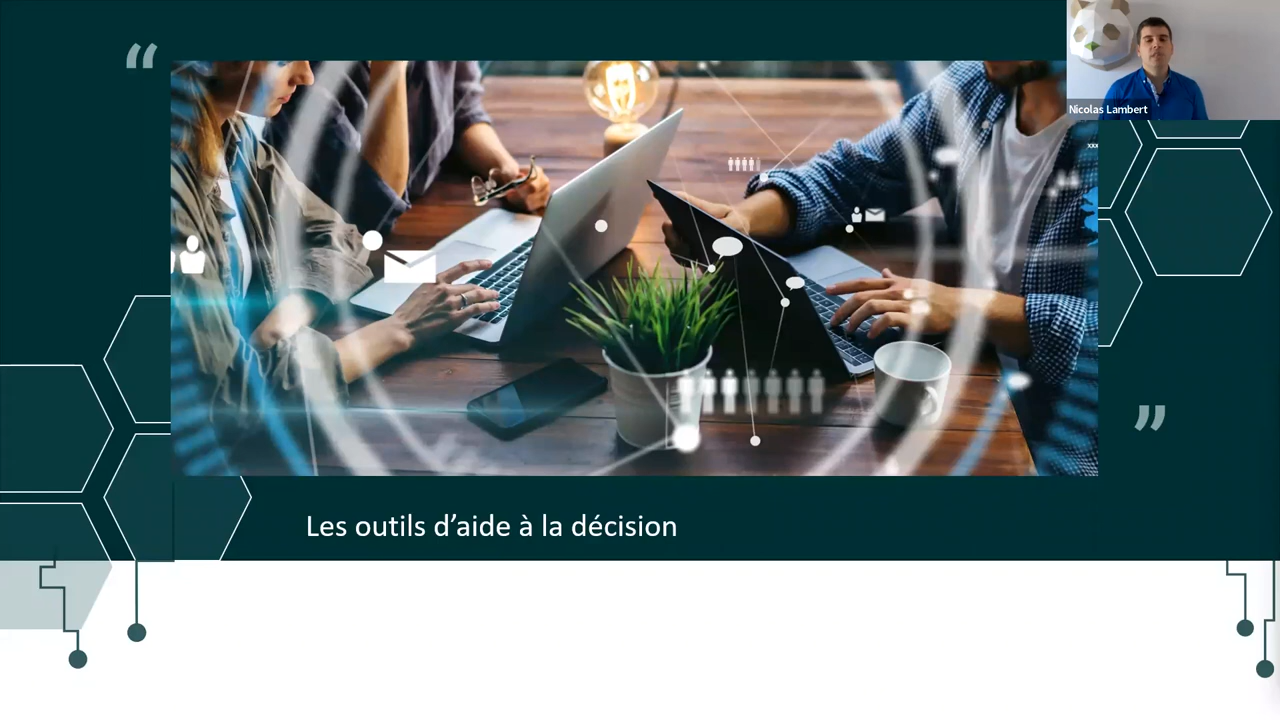 “
Nicolas Lambert
”
Les outils d’aide à la décision